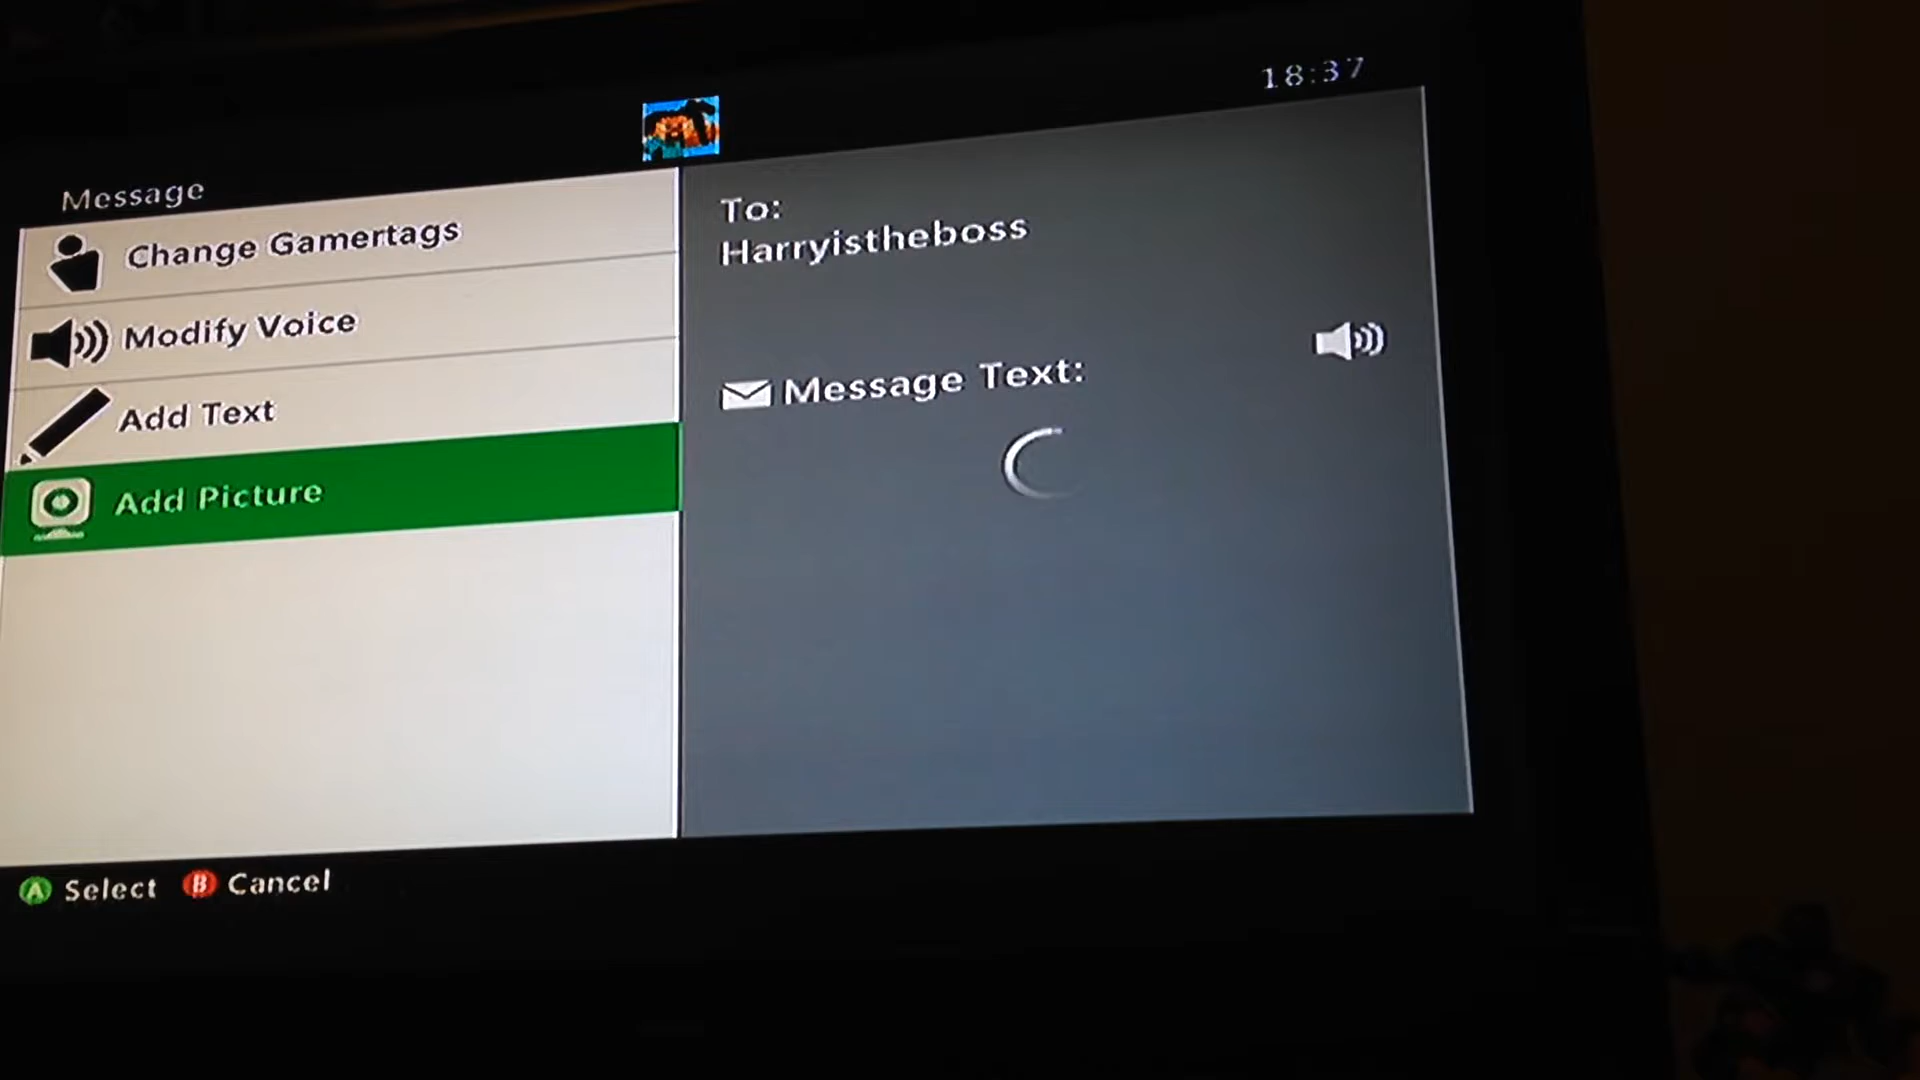 18:37
Message
Change Gamertags
Modify Voice
Add Text
Add Picture
To:
Harryistheboss
Message Text:
A Select B Cancel